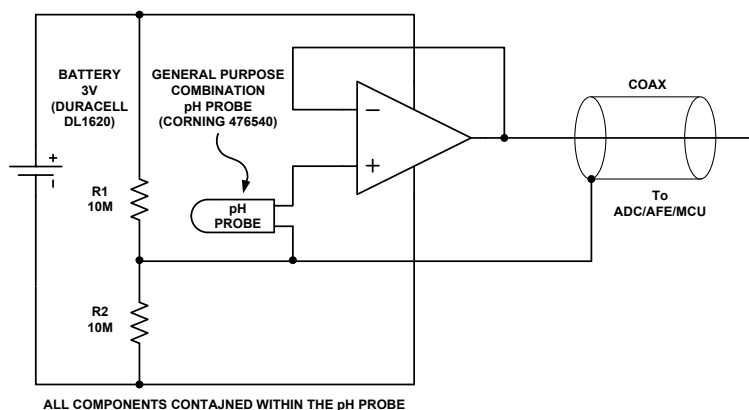 BATTERY
3V
(DURACELL
DL1620)
GENERAL PURPOSE
COMBINATION
pH PROBE
(CORNING 476540)
COAX
+
−
−
+
R1
10M
pH
PROBE
To
ADC/AFE/MCU
R2
10M
ALL COMPONENTS CONTAJNED WITHIN THE pH PROBE